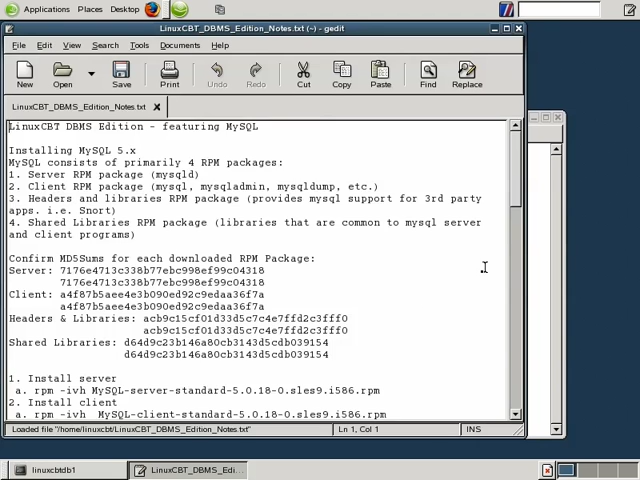 Applications Places Desktop
LinuxCBT_DBMS_Edition_Notes.txt (~) - gedit
File Edit View Search Tools Documents Help
New Open Save Print Undo Redo Cut Copy Paste Find Replace
LinuxCBT_DBMS_Edition_Notes.txt
LinuxCBT DBMS Edition - featuring MySQL
Installing MySQL 5.x
MySQL consists of primarily 4 RPM packages:
1. Server RPM package (mysqld)
2. Client RPM package (mysql, mysqladmin, mysqldump, etc.)
3. Headers and libraries RPM package (provides mysql support for 3rd party
apps. i.e. Snort)
4. Shared Libraries RPM package (libraries that are common to mysql server
and client programs)
Confirm MD5Sums for each downloaded RPM Package:
Server: 7176e4713c338b77ebc998ef99c04318
7176e4713c338b77ebc998ef99c04318
Client: a4f87b5aee4e3b090ed92c9edaa36f7a
a4f87b5aee4e3b090ed92c9edaa36f7a
Headers & Libraries: acb9c15cf01d33d5c7c4e7ffd2c3fff0
acb9c15cf01d33d5c7c4e7ffd2c3fff0
Shared Libraries: d64d9c23b146a80cb3143d5cdb039154
d64d9c23b146a80cb3143d5cdb039154
1. Install server
a. rpm -ivh MySQL-server-standard-5.0.18-0.sles9.i586.rpm
2. Install client
a. rpm -ivh  MySQL-client-standard-5.0.18-0.sles9.i586.rpm
Loaded file "/home/linuxcbt/LinuxCBT_DBMS_Edition_Notes.txt" Ln 1, Col 1 INS
linuxcbtdb1 LinuxCBT_DBMS_Edi...